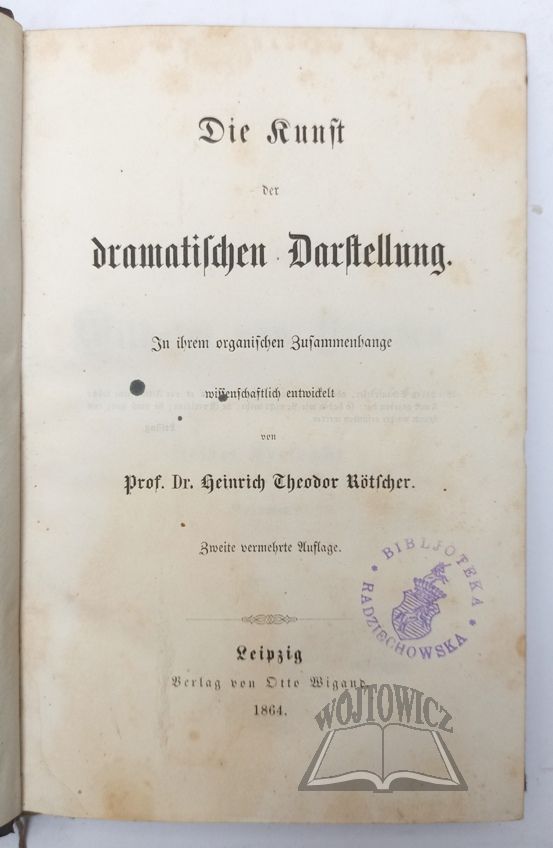 Die Kunst
der
dramatischen Darstellung.
In ihrem organischen Zusammenhange
wissenschaftlich entwickelt
von
Prof. Dr. Heinrich Theodor Rötscher.
Zweite vermehrte Auflage.
BIBLJOTEKA
RADZIECHOWSKA
Leipzig
Verlag von Otto Wigand.
1864.
WÓJTOWICZ